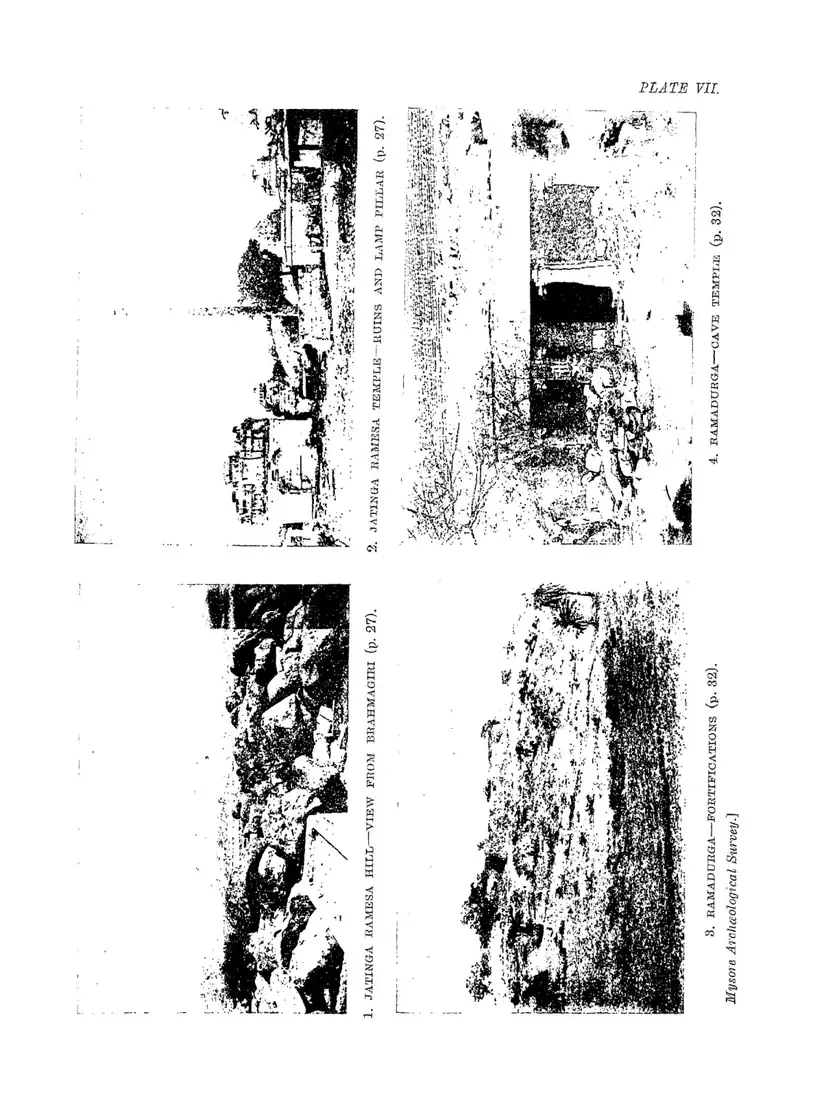 PLATE VII.
1. JATINGA RAMESA HILL—VIEW FROM BRAHMAGIRI (p. 27).
2. JATINGA RAMESA TEMPLE—RUINS AND LAMP PILLAR (p. 27).
3. RAMADURGA—FORTIFICATIONS (p. 32).
4. RAMADURGA—CAVE TEMPLE (p. 32).
Mysore Archæological Survey.]